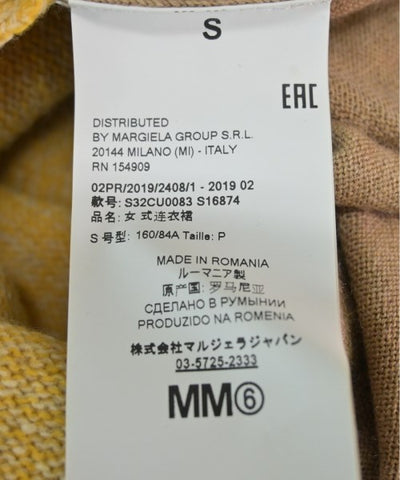 S
EAC
DISTRIBUTED
BY MARGIELA GROUP S.R.L.
20144 MILANO (MI) - ITALY
RN 154909
02PR/2019/2408/1 - 2019 02
款号: S32CU0083 S16874
品名: 女 式连衣裙
S 号型: 160/84A Taille: P
MADE IN ROMANIA
ルーマニア製
原产国: 罗马尼亚
СДЕЛАНО В РУМЫНИИ
PRODUZIDO NA ROMENIA
株式会社マルジェラジャパン
03-5725-2333
MM⑥